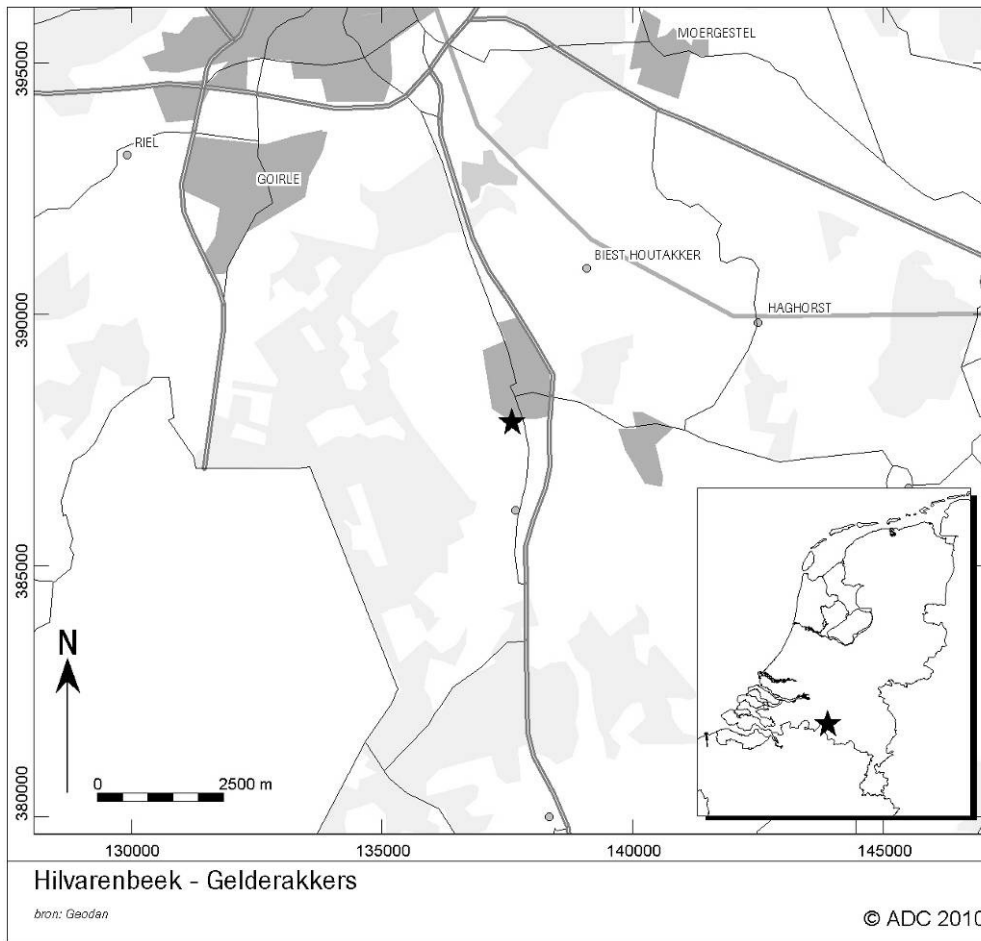 MOERGESTEL
395000
RIEL
GOIRLE
BIEST HOUTAKKER
HAGHORST
390000
385000
N
0 2500 m
380000
130000 135000 140000 145000
Hilvarenbeek - Gelderakkers
bron: Geodan
© ADC 2010